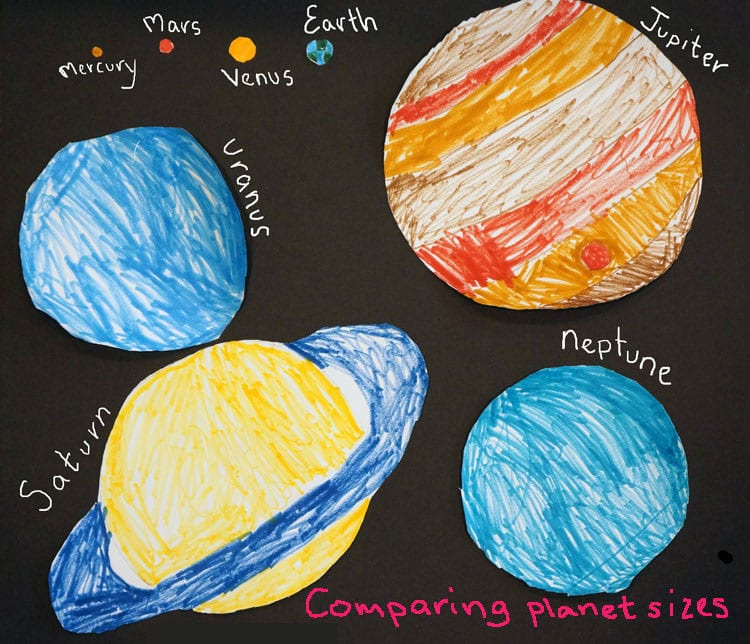 Mercury
Mars
Venus
Earth
Jupiter
Uranus
neptune
Saturn
Comparing planet sizes